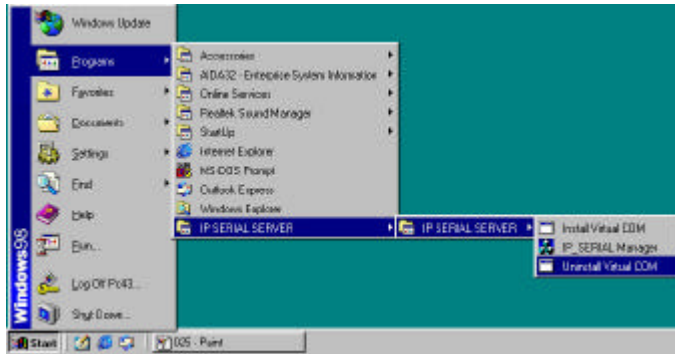 Windows Update
Programs
Favorites
Documents
Settings
Find
Help
Run...
Log Off Pc43...
Shut Down...
Windows98
Accessories
AIDA32 - Enterprise System Information
Online Services
Realtek Sound Manager
StartUp
Internet Explorer
MS-DOS Prompt
Outlook Express
Windows Explorer
IP SERIAL SERVER
IP SERIAL SERVER
Install Virtual COM
IP_SERIAL Manager
Uninstall Virtual COM
Start
025 - Paint